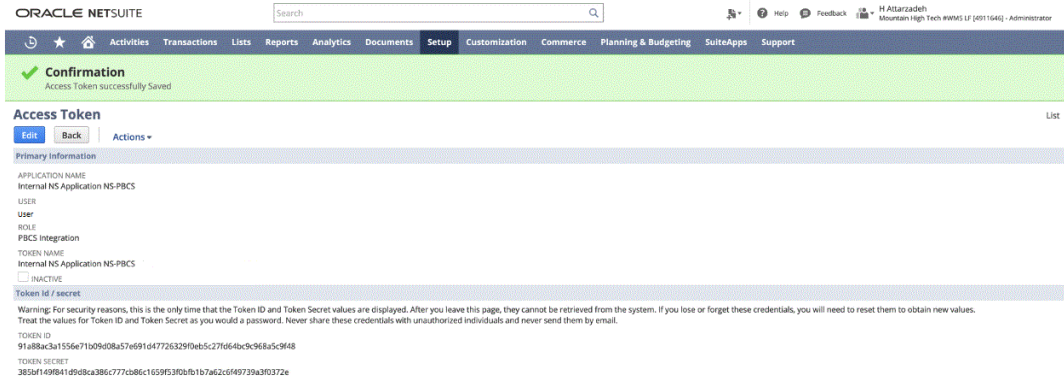 ORACLE NETSUITE
Search
Help
Feedback
H Attarzadeh
Mountain High Tech #WMS LF [4911646] - Administrator
Activities Transactions Lists Reports Analytics Documents Setup Customization Commerce Planning & Budgeting SuiteApps Support
Confirmation
Access Token successfully Saved
Access Token
List
Edit Back Actions
Primary Information
APPLICATION NAME
Internal NS Application NS-PBCS
USER
User
ROLE
PBCS Integration
TOKEN NAME
Internal NS Application NS-PBCS
INACTIVE
Token Id / secret
Warning: For security reasons, this is the only time that the Token ID and Token Secret values are displayed. After you leave this page, they cannot be retrieved from the system. If you lose or forget these credentials, you will need to reset them to obtain new values.
Treat the values for Token ID and Token Secret as you would a password. Never share these credentials with unauthorized individuals and never send them by email.
TOKEN ID
91a88ac3a1556e71b09d08a57e691d47726329f0eb5c27fd64bc9c968a5c9f48
TOKEN SECRET
385bf149f841d9d8ca386c777cb86c1659f53f0bfb1b7a62c6f49739a3f0372e